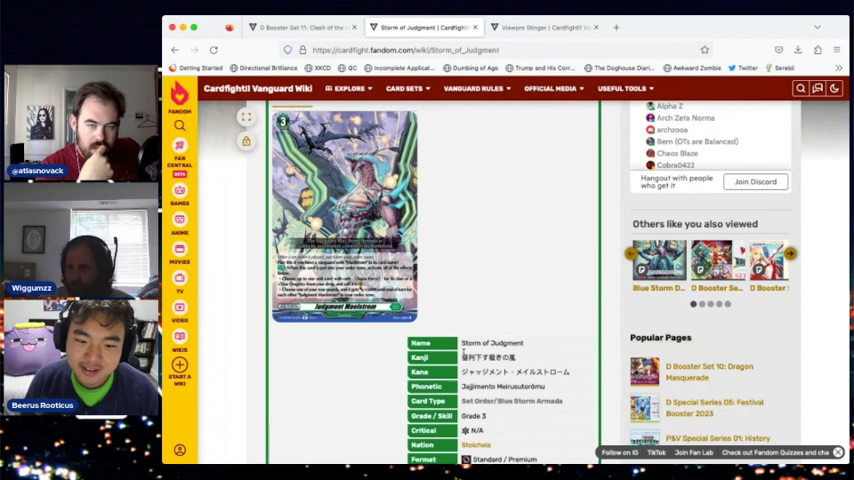 D Booster Set 11: Clash of the
Storm of Judgment | Cardfight!
Viewpro Stinger | Cardfight!! Va
https://cardfight.fandom.com/wiki/Storm_of_Judgment
Getting Started
Directional Brilliance
XKCD
QC
Incomplete Applicat...
Dumbing of Age
Trump and His Corr...
The Doghouse Diarie...
Awkward Zombie
Twitter
Serebii
Cardfight!! Vanguard Wiki
EXPLORE
CARD SETS
VANGUARD RULES
OFFICIAL MEDIA
USEFUL TOOLS
FANDOM
FAN CENTRAL
BETA
GAMES
ANIME
MOVIES
TV
VIDEO
WIKIS
START A WIKI
@atlasnovack
Wiggumzz
Beerus Rooticus
3
Judgment Maelstrom
Name Storm of Judgment
Kanji
Kana ジャッジメント・メイルストローム
Phonetic Jajjimento Meirusutorōmu
Card Type Set Order/Blue Storm Armada
Grade / Skill Grade 3
Critical N/A
Nation Stoicheia
Format Standard / Premium
Alpha Z
Arch Zeta Norma
archzooa
Bern (OTs are Balanced)
Chaos Blaze
Cobra0422
Hangout with people
who get it
Join Discord
Others like you also viewed
Blue Storm D...
D Booster Se...
D Booster S
Popular Pages
D Booster Set 10: Dragon
Masquerade
D Special Series 05: Festival
Booster 2023
P&V Special Series 01: History
Follow on IG
TikTok
Join Fan Lab
Check out Fandom Quizzes and cha